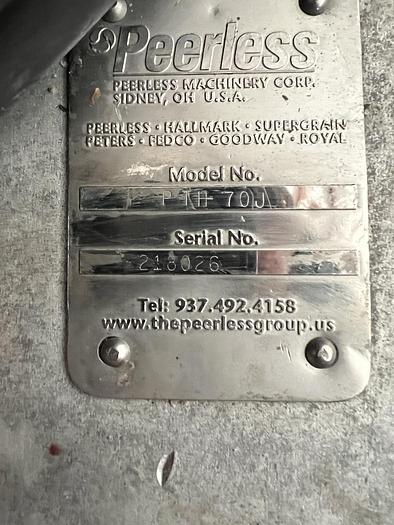 Peerless
PEERLESS MACHINERY CORP.
SIDNEY, OH U.S.A.
PEERLESS · HALLMARK · SUPERGRAIN
PETERS · FEDCO · GOODWAY · ROYAL
Model No.
70J
Serial No.
218026
Tel: 937.492.4158
www.thepeerlessgroup.us